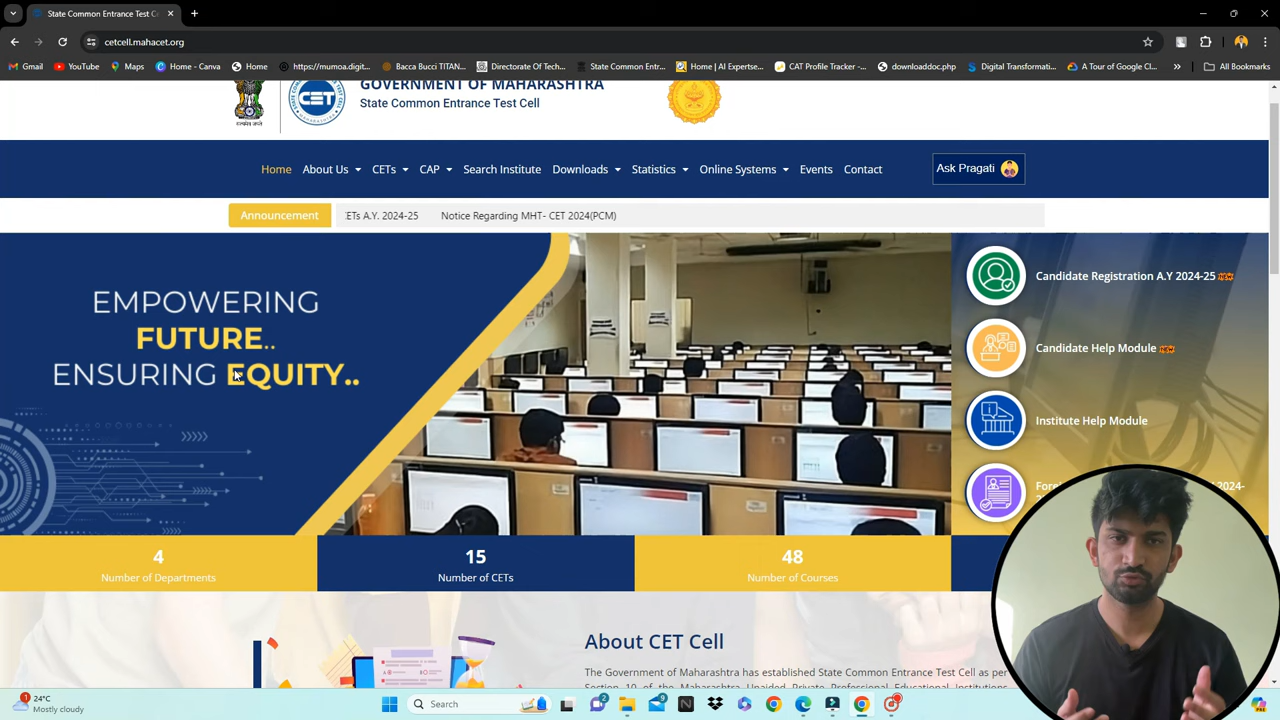 State Common Entrance Test Ce
cetcell.mahacet.org
Gmail
YouTube
Maps
Home - Canva
Home
https://mumoa.digit...
Bacca Bucci TITAN...
Directorate Of Tech...
State Common Entr...
Home | AI Expertse...
CAT Profile Tracker -...
downloaddoc.php
Digital Transformati...
A Tour of Google Cl...
All Bookmarks
GOVERNMENT OF MAHARASHTRA
State Common Entrance Test Cell
सत्यमेव जयते
CET
Home
About Us
CETs
CAP
Search Institute
Downloads
Statistics
Online Systems
Events
Contact
Ask Pragati
Announcement
ETs A.Y. 2024-25
Notice Regarding MHT- CET 2024(PCM)
EMPOWERING
FUTURE..
ENSURING EQUITY..
Candidate Registration A.Y 2024-25
Candidate Help Module
Institute Help Module
2024-
4
Number of Departments
15
Number of CETs
48
Number of Courses
About CET Cell
The Government of Maharashtra has established State Common Entrance Test Cell as per
Section 10 of the Maharashtra Unaided Private Professional Educational Institutions
24°C
Mostly cloudy
Search